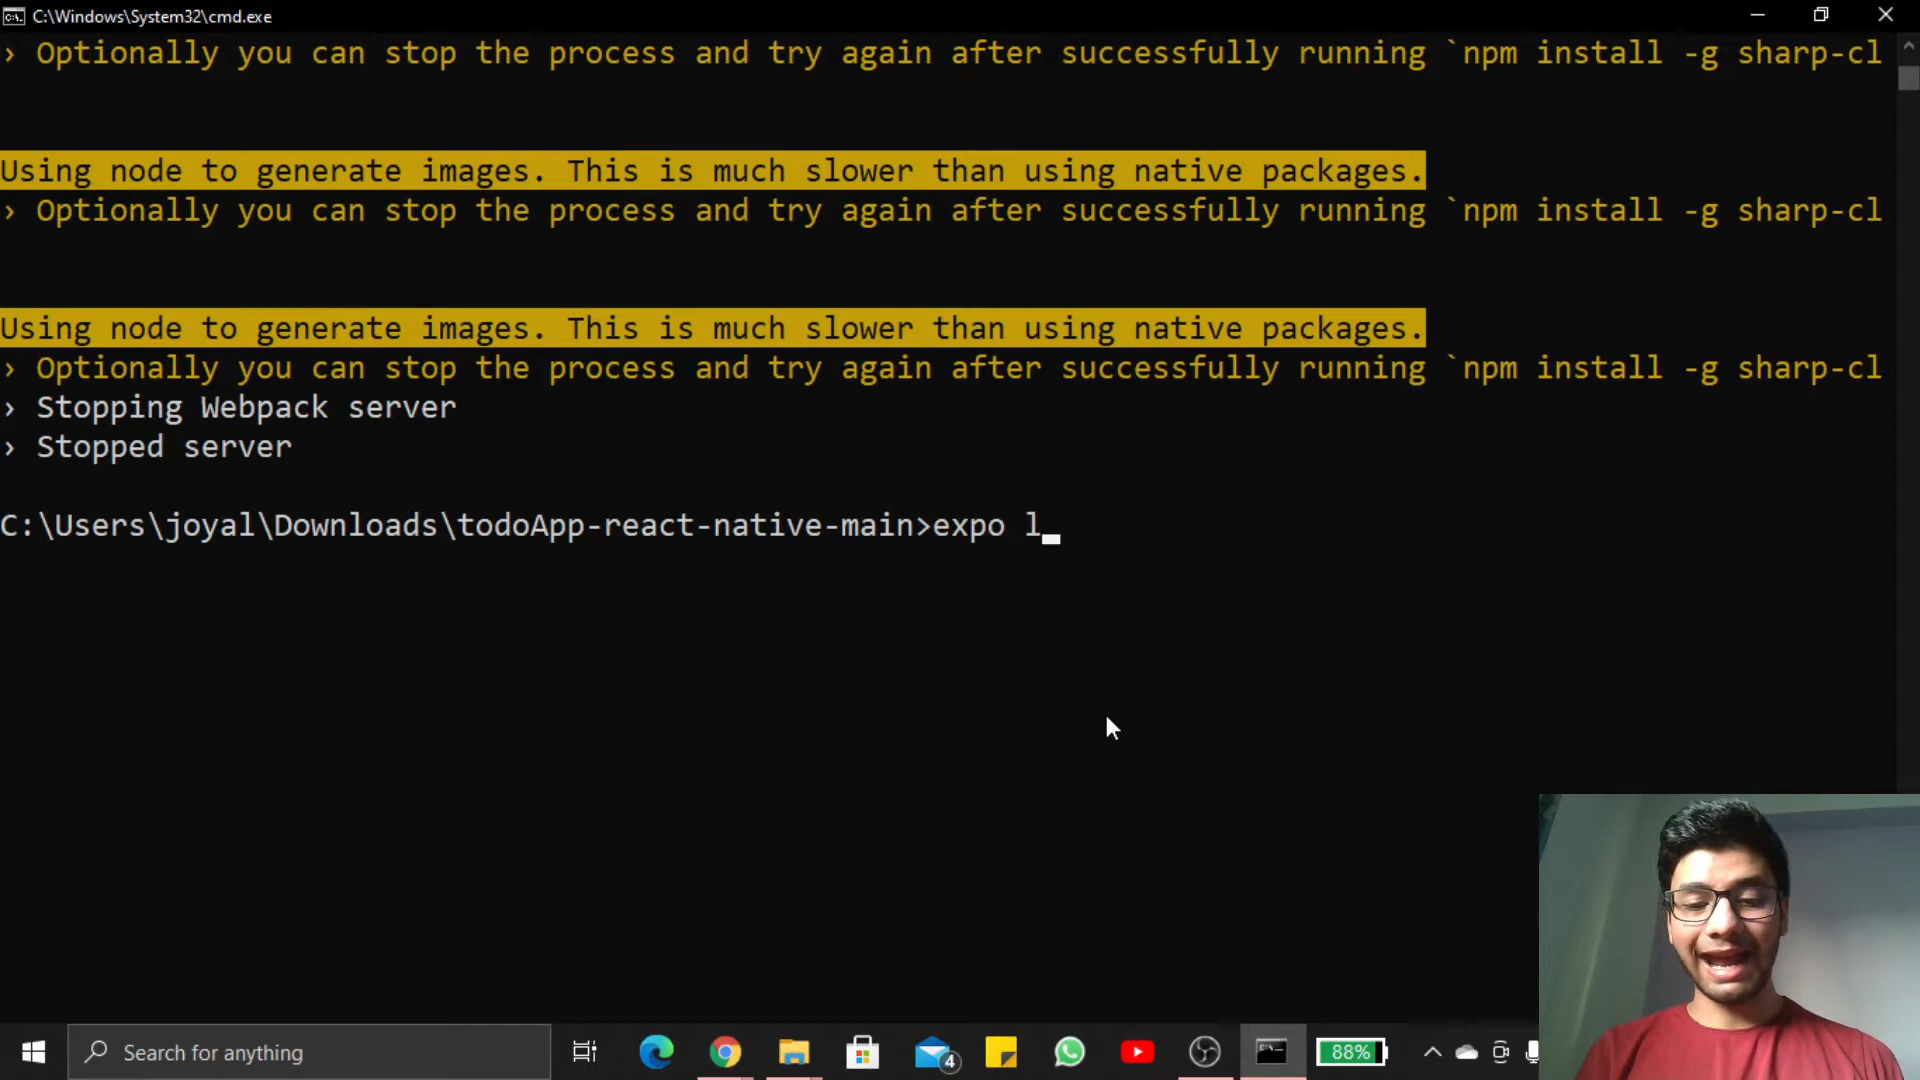 C:\Windows\System32\cmd.exe
› Optionally you can stop the process and try again after successfully running `npm install -g sharp-cl
Using node to generate images. This is much slower than using native packages.
› Optionally you can stop the process and try again after successfully running `npm install -g sharp-cl
Using node to generate images. This is much slower than using native packages.
› Optionally you can stop the process and try again after successfully running `npm install -g sharp-cl
› Stopping Webpack server
› Stopped server
C:\Users\joyal\Downloads\todoApp-react-native-main>expo l_
Search for anything
4
88%